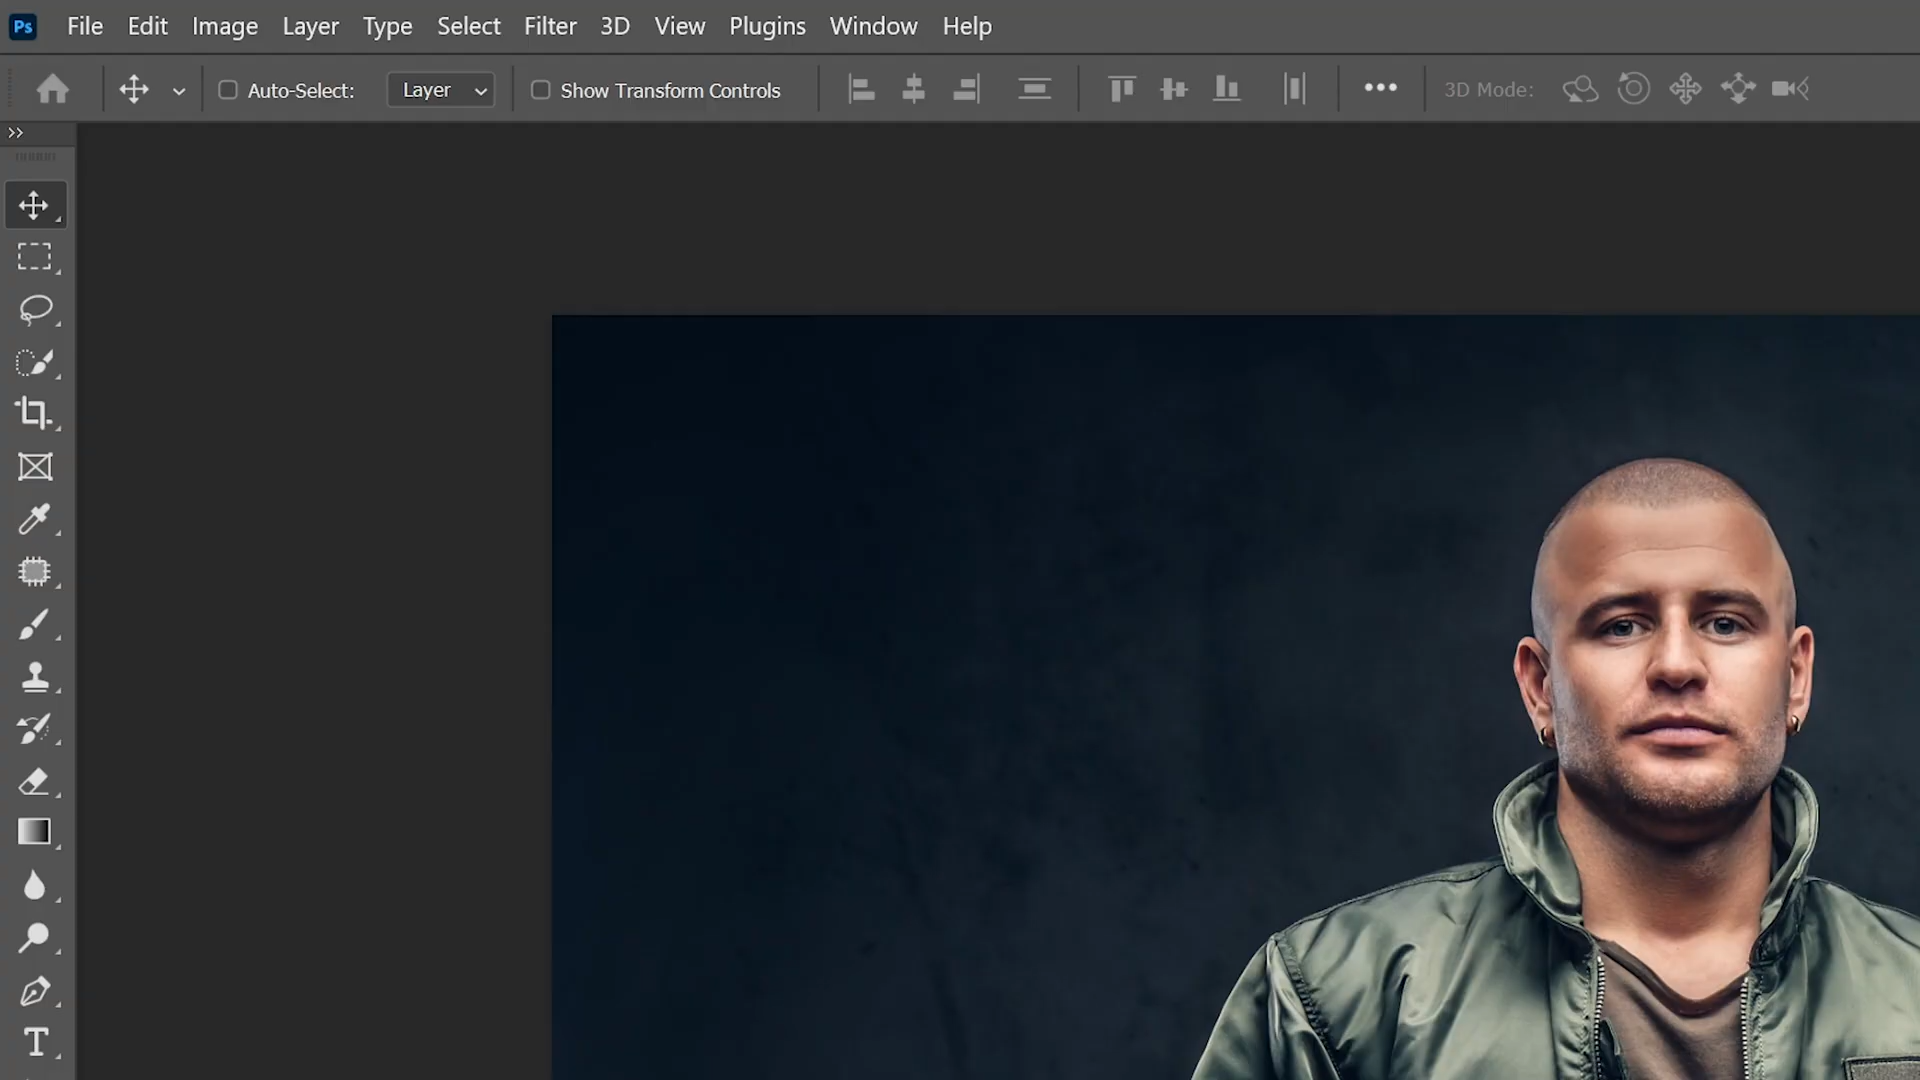 Ps File Edit Image Layer Type Select Filter 3D View Plugins Window Help
Auto-Select: Layer Show Transform Controls 3D Mode: